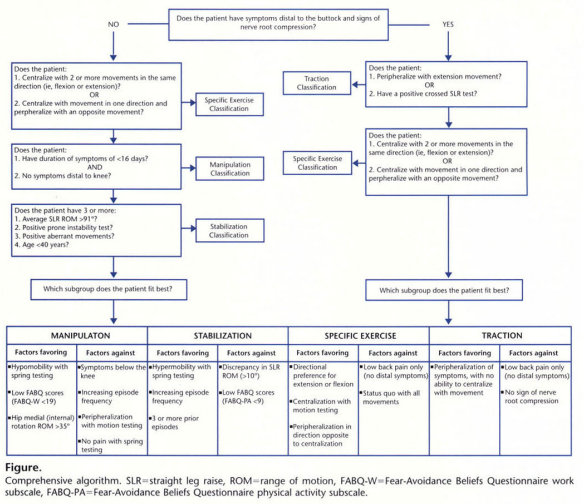 NO
Does the patient have symptoms distal to the buttock and signs of
nerve root compression?
YES
Does the patient:
1. Centralize with 2 or more movements in the same
direction (ie, flexion or extension)?
OR
2. Centralize with movement in one direction and
perpheralize with an opposite movement?
Specific Exercise
Classification
Does the patient:
1. Have duration of symptoms of <16 days?
AND
2. No symptoms distal to knee?
Manipulation
Classification
Does the patient have 3 or more:
1. Average SLR ROM >91°?
2. Positive prone instability test?
3. Positive aberrant movements?
4. Age <40 years?
Stabilization
Classification
Which subgroup does the patient fit best?
Traction
Classification
Does the patient:
1. Peripheralize with extension movement?
OR
2. Have a positive crossed SLR test?
Specific Exercise
Classification
Does the patient:
1. Centralize with 2 or more movements in the
same direction (ie, flexion or extension)?
OR
2. Centralize with movement in one direction and
perpheralize with an opposite movement?
Which subgroup does the patient fit best?
MANIPULATON
Factors favoring
Hypomobility with
spring testing
Low FABQ scores
(FABQ-W <19)
Hip medial (internal)
rotation ROM >35°
Factors against
Symptoms below the
knee
Increasing episode
frequency
Peripheralization
with motion testing
No pain with spring
testing
STABILIZATION
Factors favoring
Hypermobility with
spring testing
Increasing episode
frequency
3 or more prior
episodes
Factors against
Discrepancy in SLR
ROM (>10°)
Low FABQ scores
(FABQ-PA <9)
SPECIFIC EXERCISE
Factors favoring
Directional
preference for
extension or flexion
Centralization with
motion testing
Peripheralization in
direction opposite
to centralization
Factors against
Low back pain only
(no distal symptoms)
Status quo with all
movements
TRACTION
Factors favoring
Peripheralization of
symptoms, with no
ability to centralize
with movement
Factors against
Low back pain only
(no distal symptoms)
No sign of nerve
root compression
Figure.
Comprehensive algorithm. SLR=straight leg raise, ROM=range of motion, FABQ-W=Fear-Avoidance Beliefs Questionnaire work
subscale, FABQ-PA=Fear-Avoidance Beliefs Questionnaire physical activity subscale.